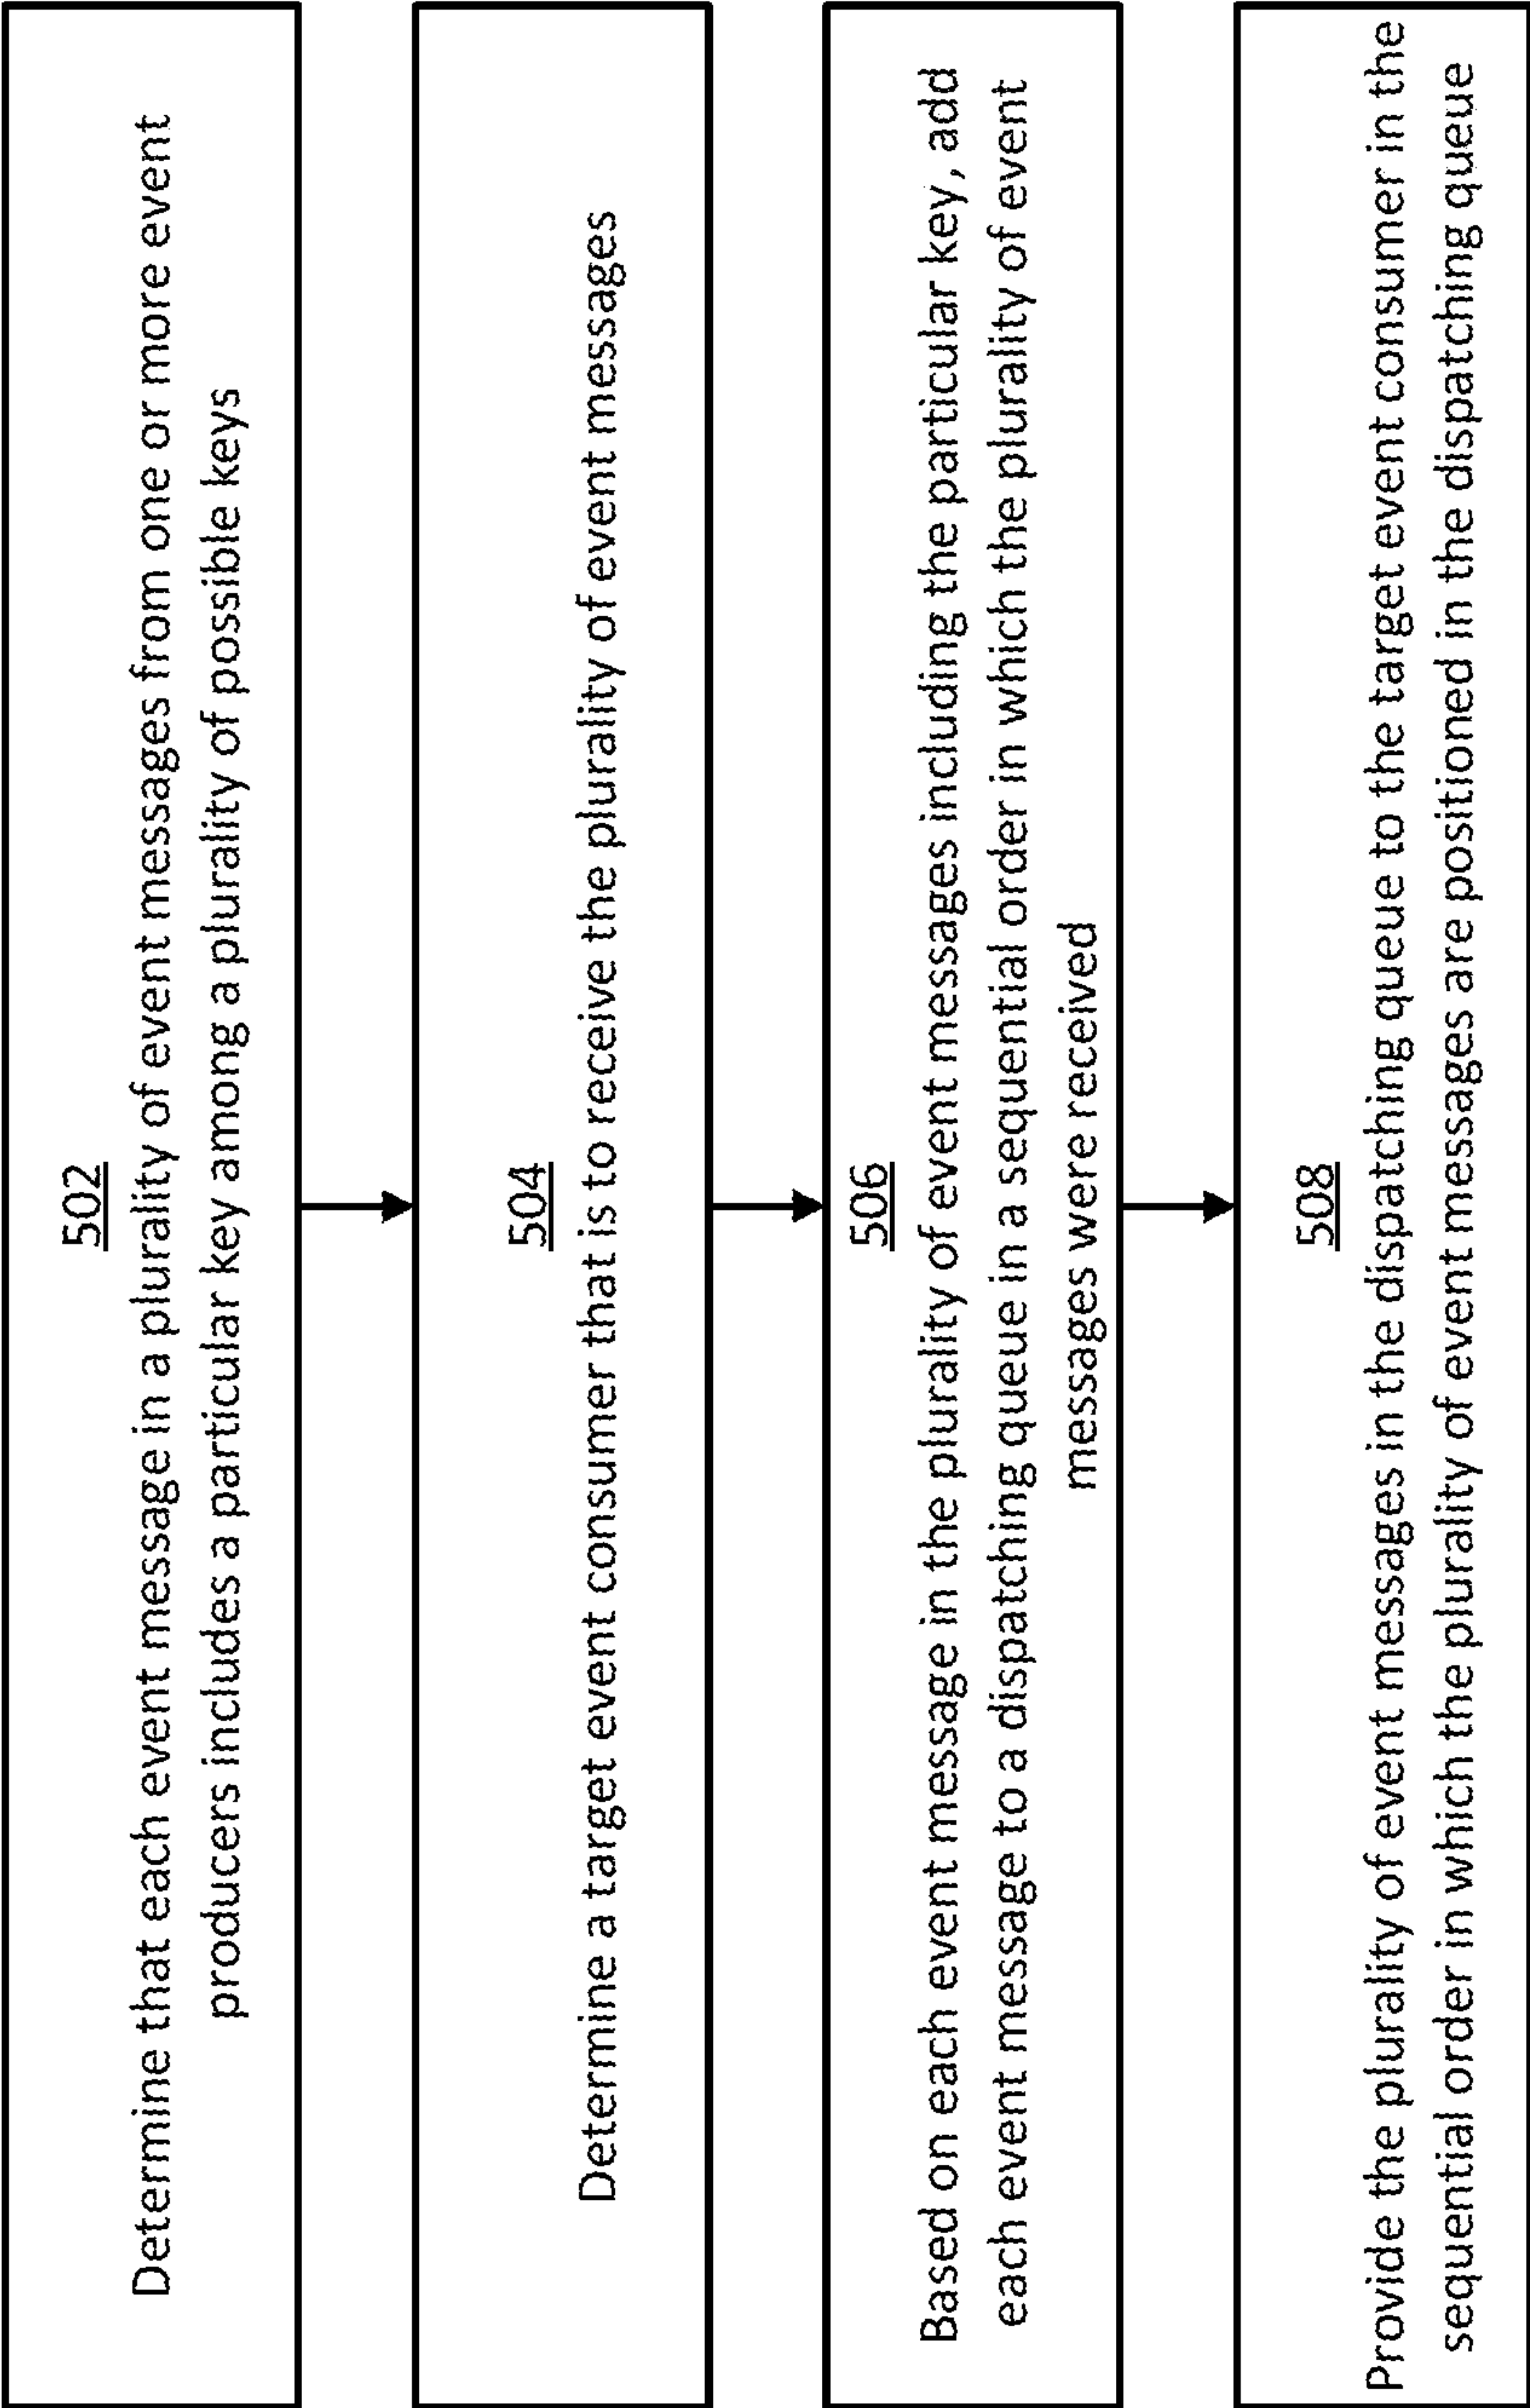 502
Determine that each event message in a plurality of event messages from one or more event
producers includes a particular key among a plurality of possible keys
504
Determine a target event consumer that is to receive the plurality of event messages
506
Based on each event message in the plurality of event messages including the particular key, add
each event message to a dispatching queue in a sequential order in which the plurality of event
messages were received
508
Provide the plurality of event messages in the dispatching queue to the target event consumer in the
sequential order in which the plurality of event messages are positioned in the dispatching queue